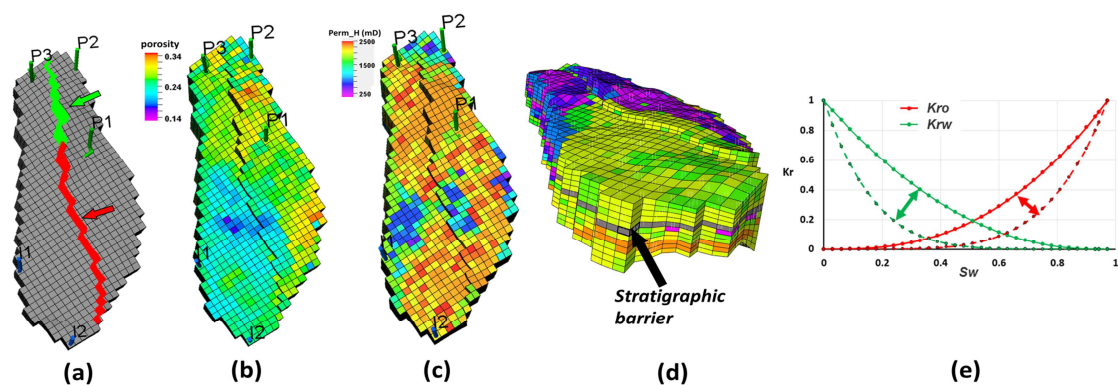 P3
P2
P1
I1
I2
(a)
porosity
0.34
0.24
0.14
P3
P2
P1
I1
I2
(b)
Perm_H (mD)
2500
1500
250
P3
P2
P1
I1
I2
(c)
Stratigraphic
barrier
(d)
Kro
Krw
Kr
1
0.8
0.6
0.4
0.2
0
0 0.2 0.4 0.6 0.8 1
Sw
(e)